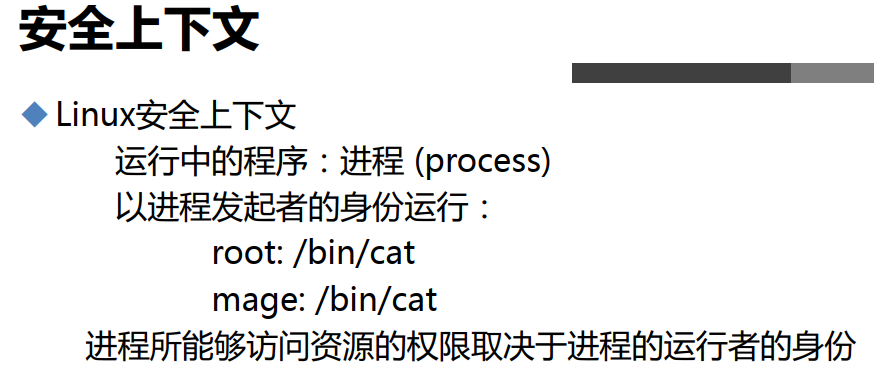 安全上下文
Linux安全上下文
运行中的程序：进程 (process)
以进程发起者的身份运行：
root: /bin/cat
mage: /bin/cat
进程所能够访问资源的权限取决于进程的运行者的身份